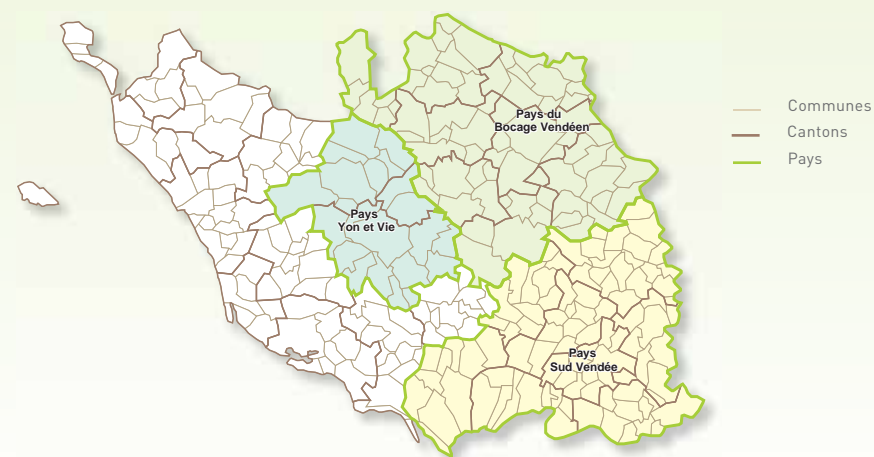 Pays du
Bocage Vendéen
Pays
Yon et Vie
Pays
Sud Vendée
Communes
Cantons
Pays